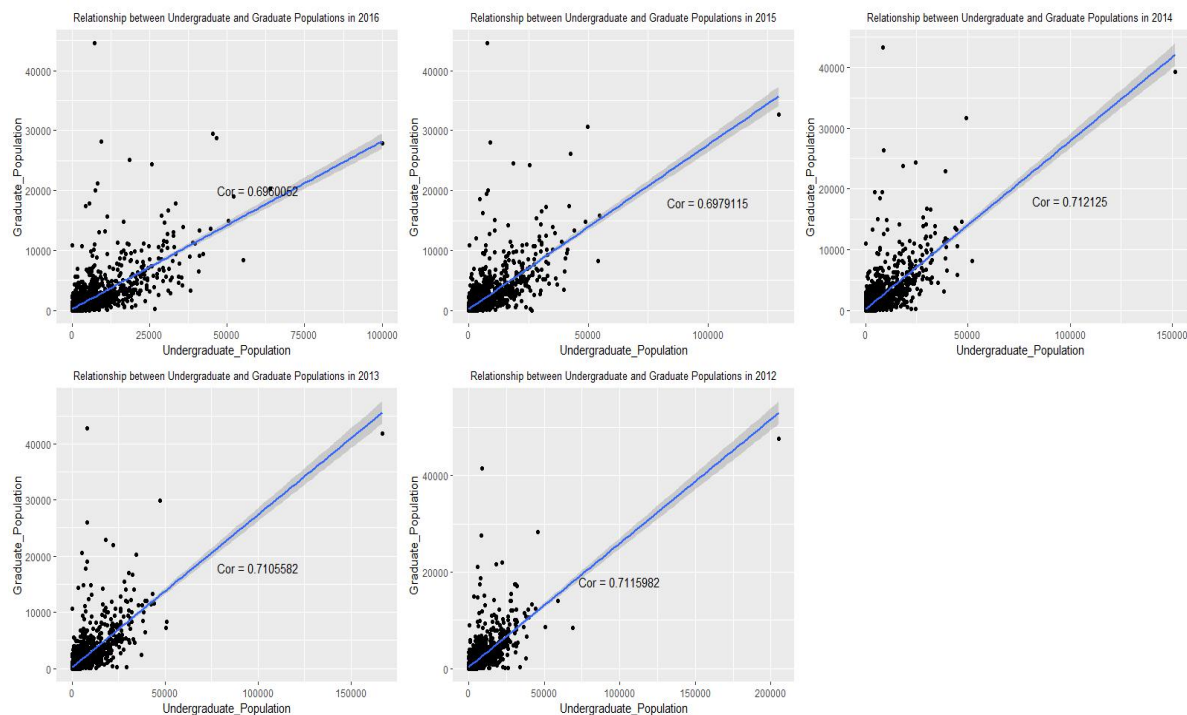 Relationship between Undergraduate and Graduate Populations in 2016
Graduate_Population
40000
30000
20000
10000
0
Cor =
0 25000 50000 75000 100000
Undergraduate_Population
Relationship between Undergraduate and Graduate Populations in 2015
Graduate_Population
40000
30000
20000
10000
0
Cor = 0.6979115
0 50000 100000
Undergraduate_Population
Relationship between Undergraduate and Graduate Populations in 2014
Graduate_Population
40000
30000
20000
10000
0
Cor = 0.712125
0 50000 100000 150000
Undergraduate_Population
Relationship between Undergraduate and Graduate Populations in 2013
Graduate_Population
40000
30000
20000
10000
0
Cor = 0.7105582
0 50000 100000 150000
Undergraduate_Population
Relationship between Undergraduate and Graduate Populations in 2012
Graduate_Population
40000
20000
0
Cor = 0.7115982
0 50000 100000 150000 200000
Undergraduate_Population